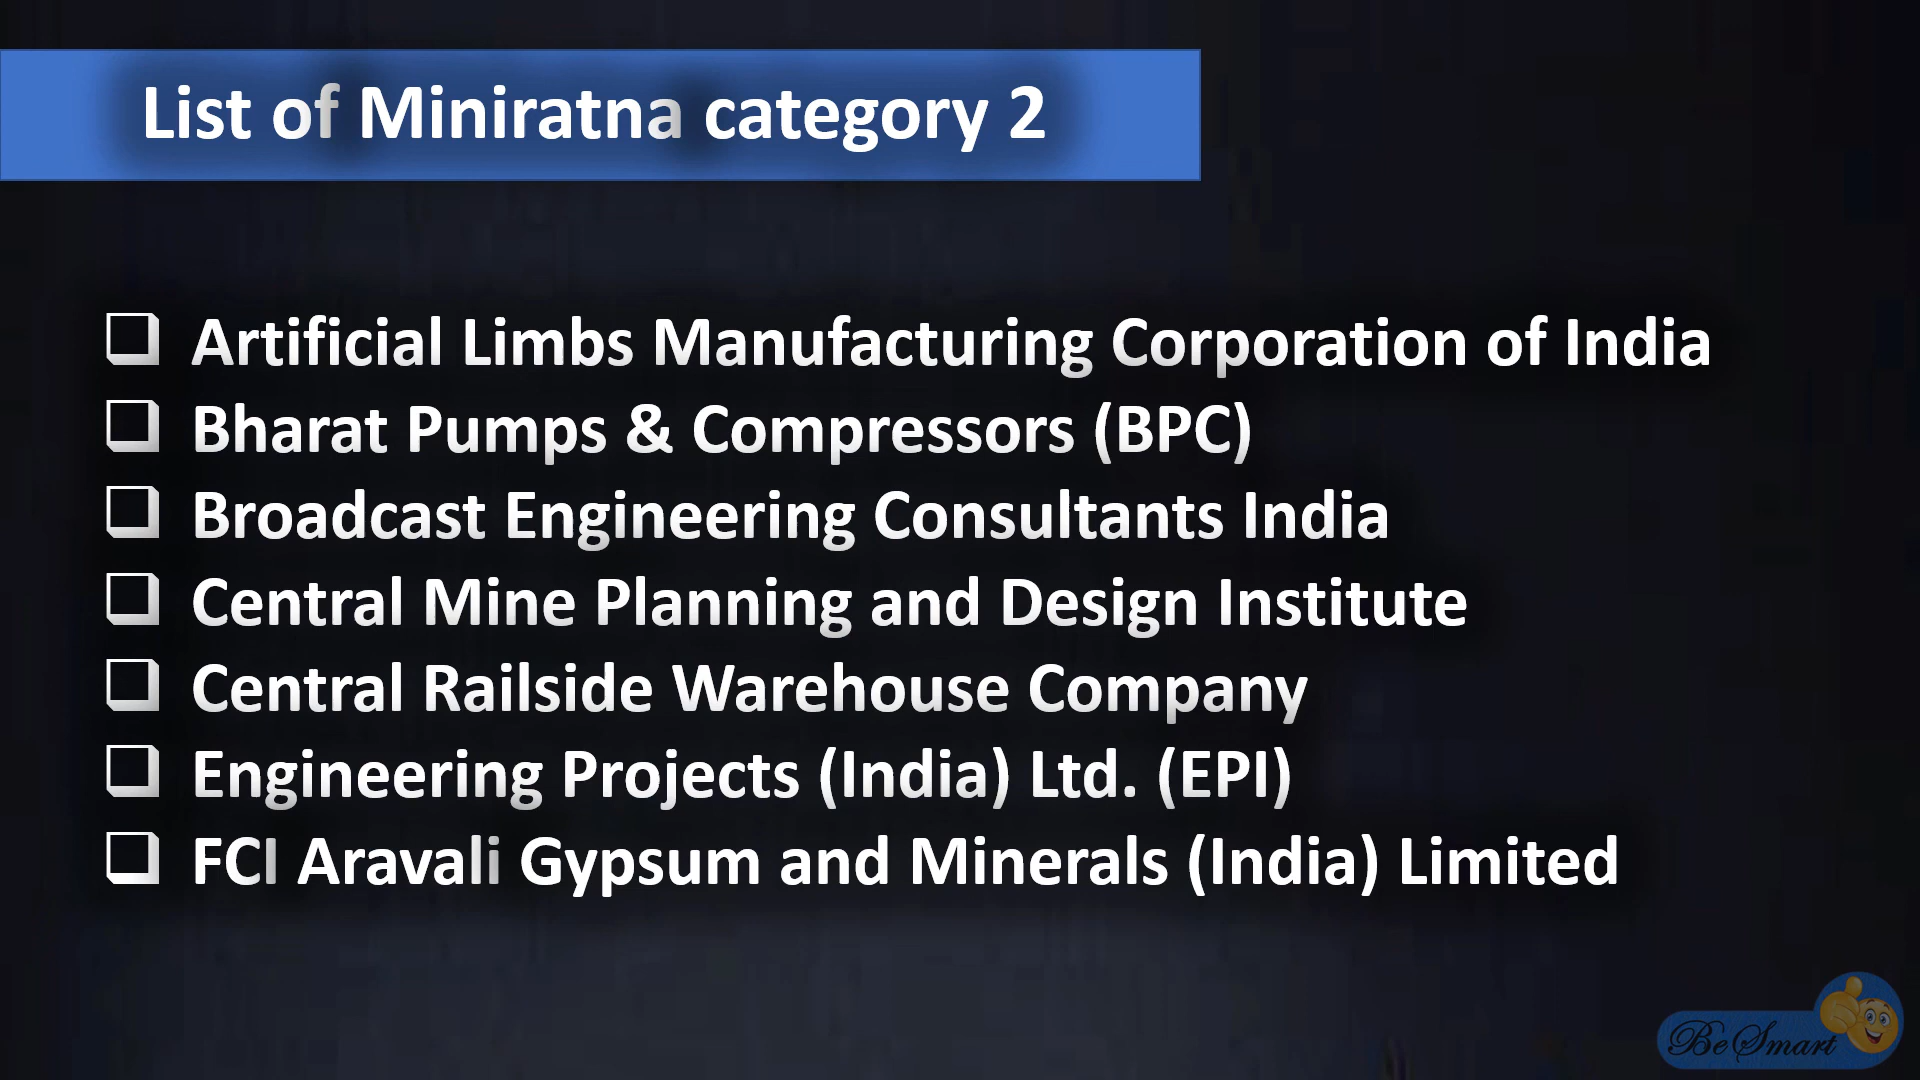 List of Miniratna category 2
Artificial Limbs Manufacturing Corporation of India
Bharat Pumps & Compressors (BPC)
Broadcast Engineering Consultants India
Central Mine Planning and Design Institute
Central Railside Warehouse Company
Engineering Projects (India) Ltd. (EPI)
FCI Aravali Gypsum and Minerals (India) Limited
Be Smart